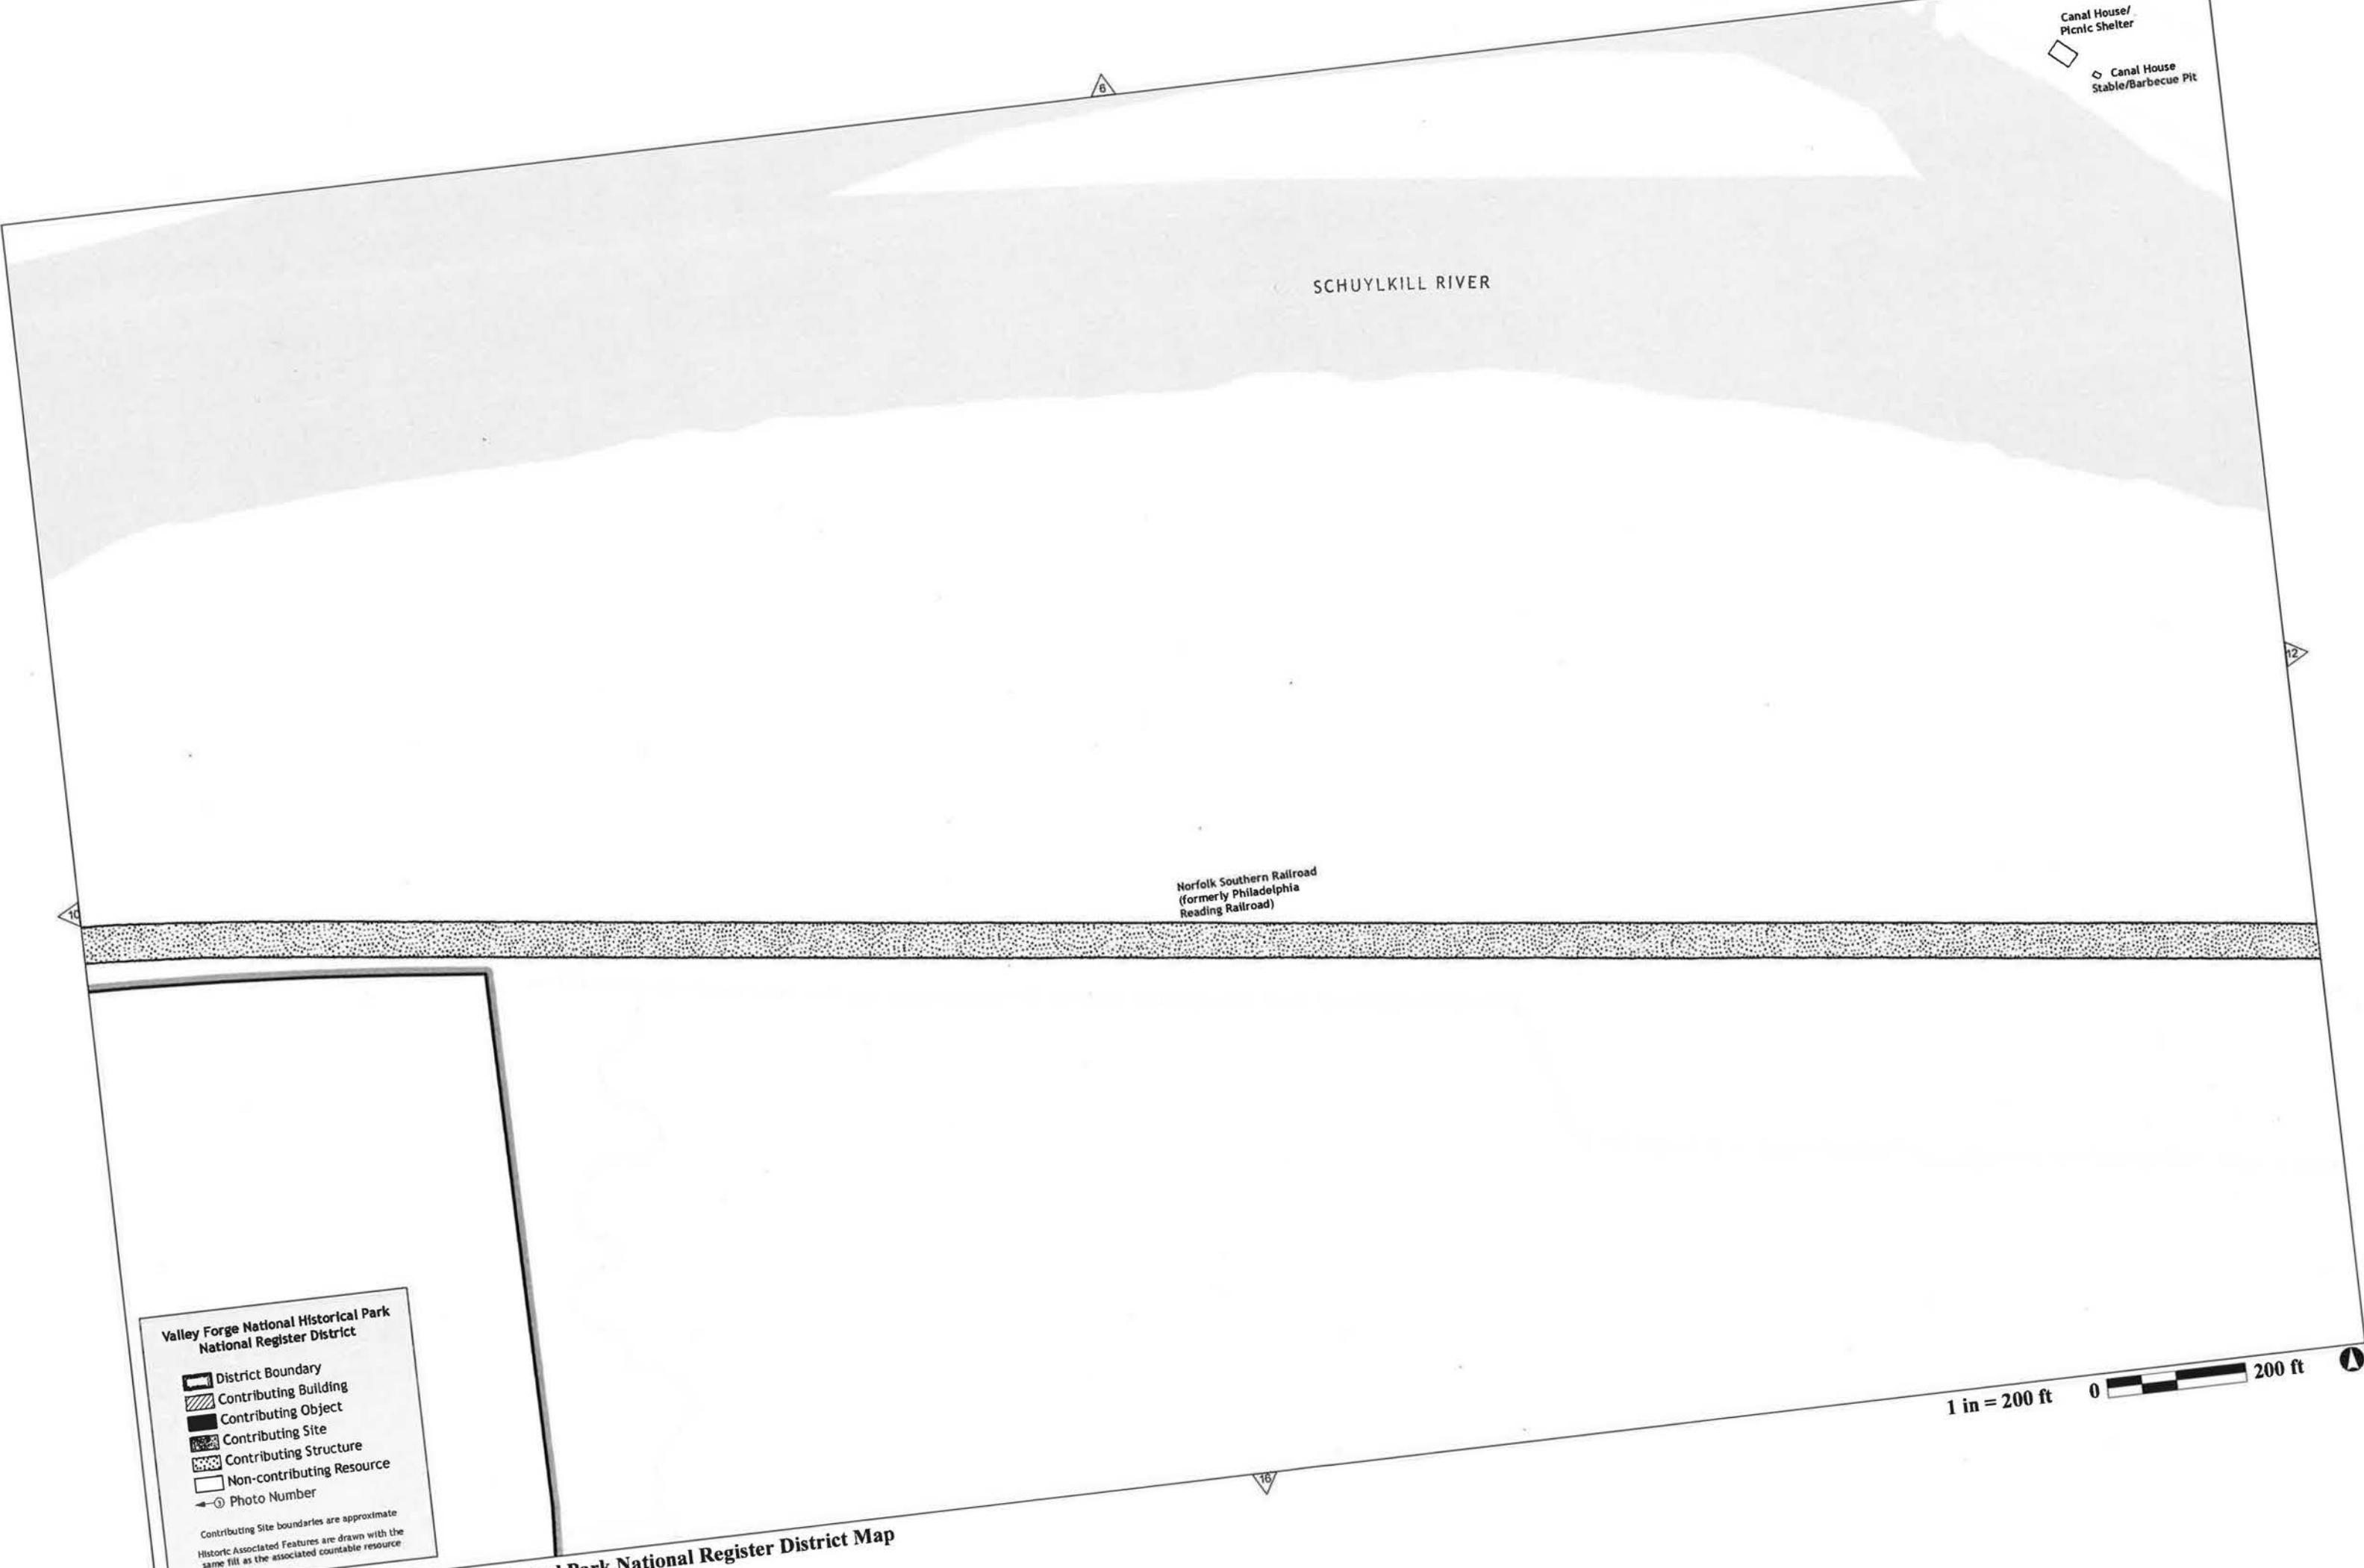 Canal House/
Picnic Shelter
Canal House
Stable/Barbecue Pit
6
SCHUYLKILL RIVER
12
Norfolk Southern Railroad
(formerly Philadelphia
Reading Railroad)
10
Valley Forge National Historical Park
National Register District
District Boundary
Contributing Building
Contributing Object
Contributing Site
Contributing Structure
Non-contributing Resource
Photo Number
Contributing Site boundaries are approximate
Historic Associated Features are drawn with the
same fill as the associated countable resource
1 in = 200 ft 0 200 ft
16
Park National Register District Map